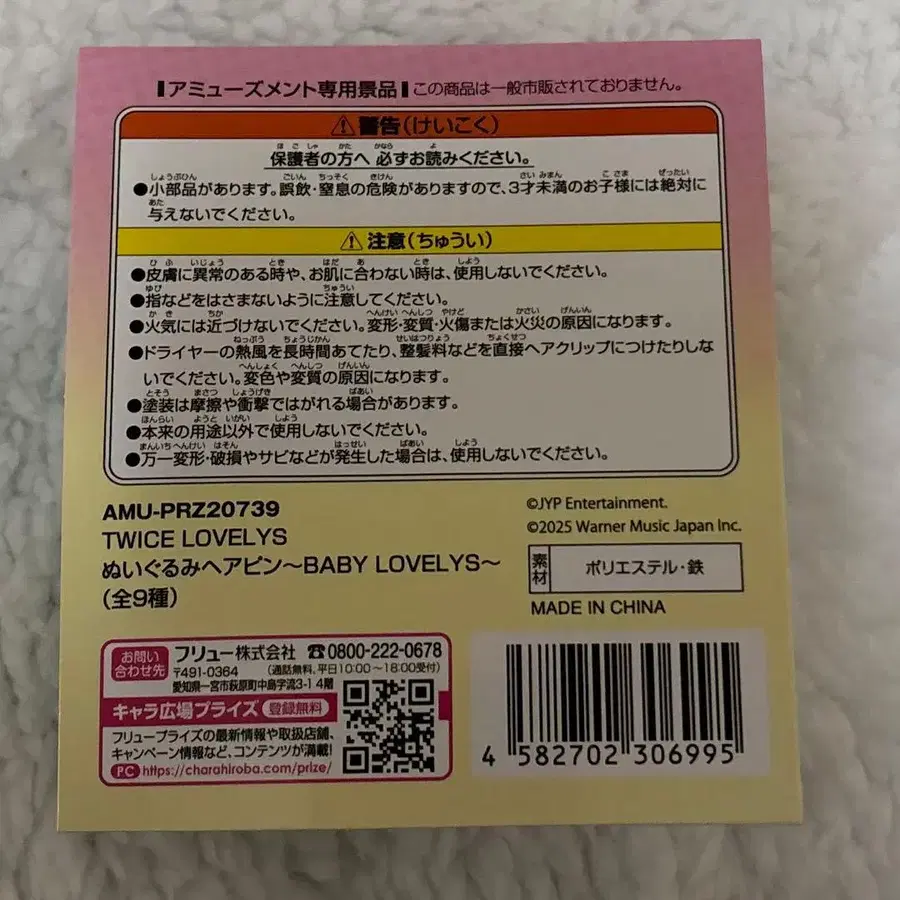 アミューズメント専用景品 この商品は一般市販されておりません。
⚠警告(けいこく)
保護者の方へ 必ずお読みください。
●小部品があります。誤飲・窒息の危険がありますので、3才未満のお子様には絶対に
与えないでください。
⚠注意(ちゅうい)
●皮膚に異常のある時や、お肌に合わない時は、使用しないでください。
●指などをはさまないように注意してください。
●火気には近づけないでください。変形・変質・火傷または火災の原因になります。
●ドライヤーの熱風を長時間あてたり、整髪料などを直接ヘアクリップにつけたりしな
いでください。変色や変質の原因になります。
●塗装は摩擦や衝撃ではがれる場合があります。
●本来の用途以外で使用しないでください。
●万一変形・破損やサビなどが発生した場合は、使用しないでください。
AMU-PRZ20739
TWICE LOVELYS
ぬいぐるみヘアピン～BABY LOVELYS～
(全9種)
©JYP Entertainment.
©2025 Warner Music Japan Inc.
素材 ポリエステル・鉄
MADE IN CHINA
お問い合わせ先 フリュー株式会社 ☎0800-222-0678
〒491-0364 (通話無料、平日10:00～18:00受付)
愛知県一宮市萩原町中島字流3-1 4階
キャラ広場プライズ 登録無料
フリュープライズの最新情報や取扱店舗、
キャンペーン情報など、コンテンツが満載!
PC https://charahiroba.com/prize/
4 582702 306995